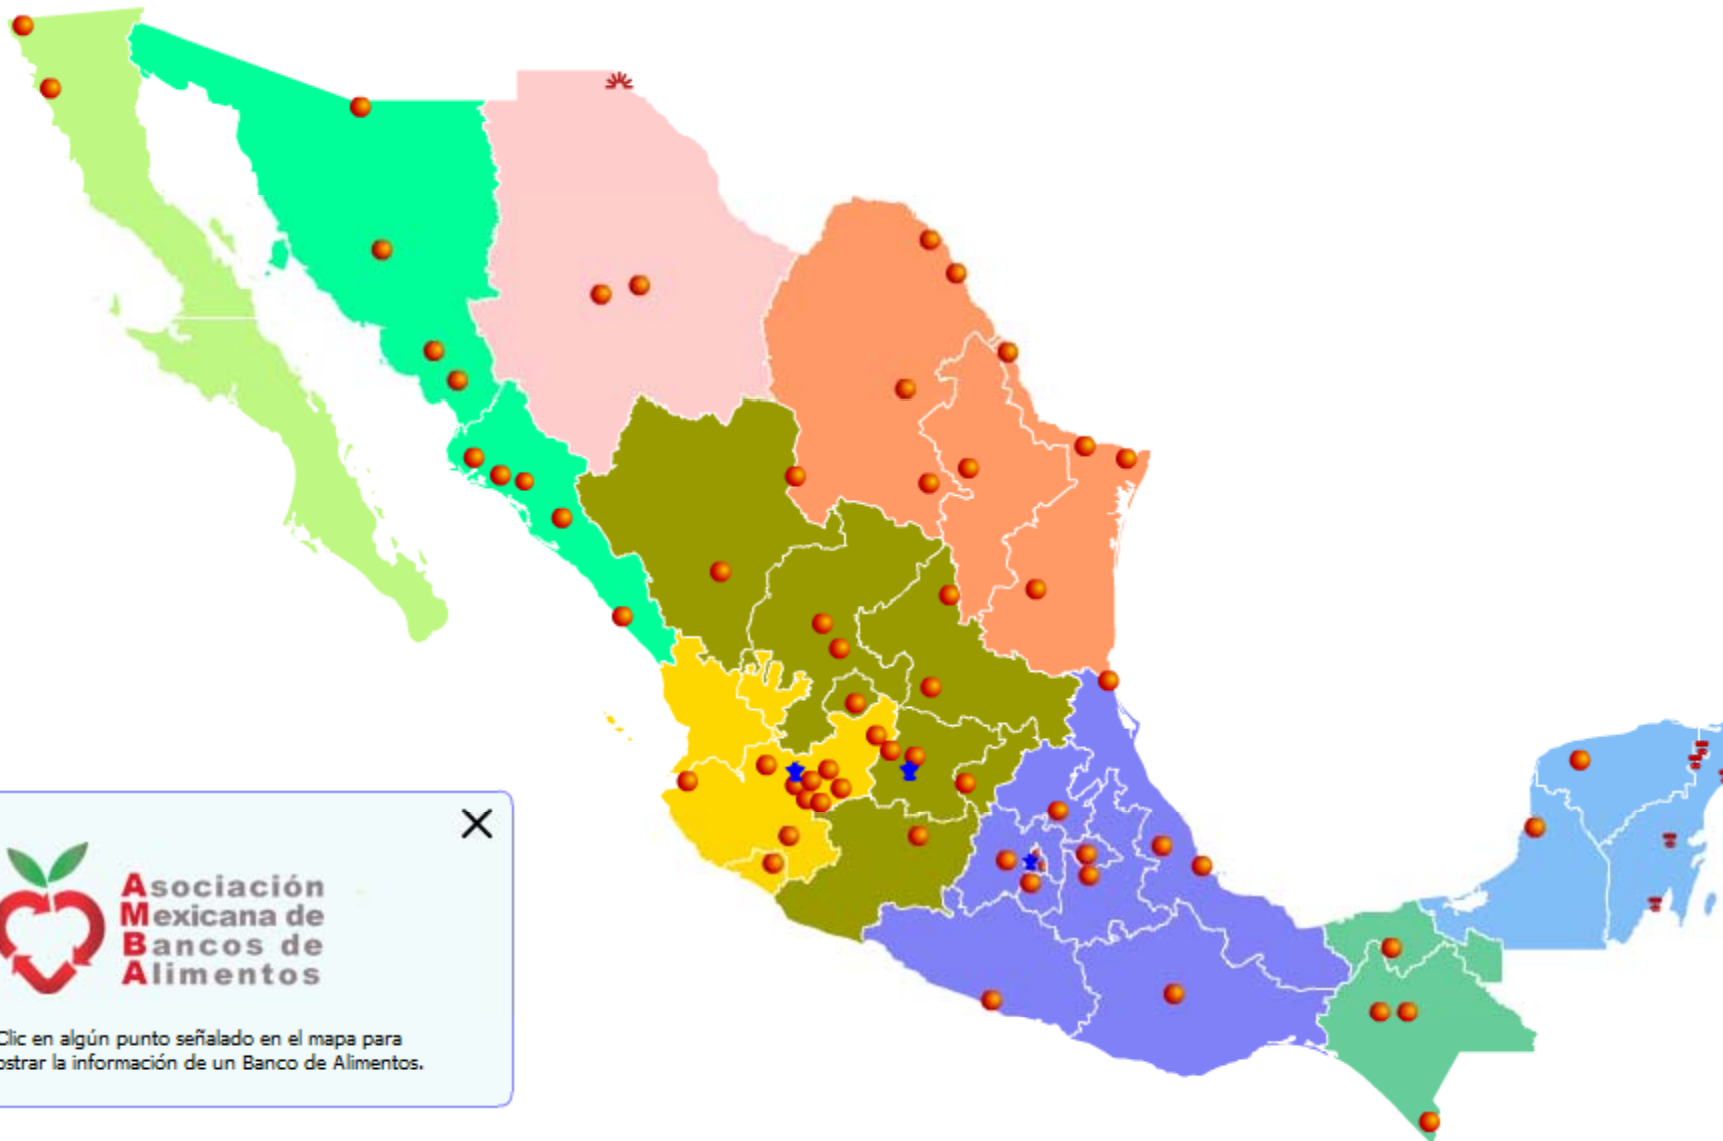 Asociación
Mexicana de
Bancos de
Alimentos
Clic en algún punto señalado en el mapa para
ostrar la información de un Banco de Alimentos.